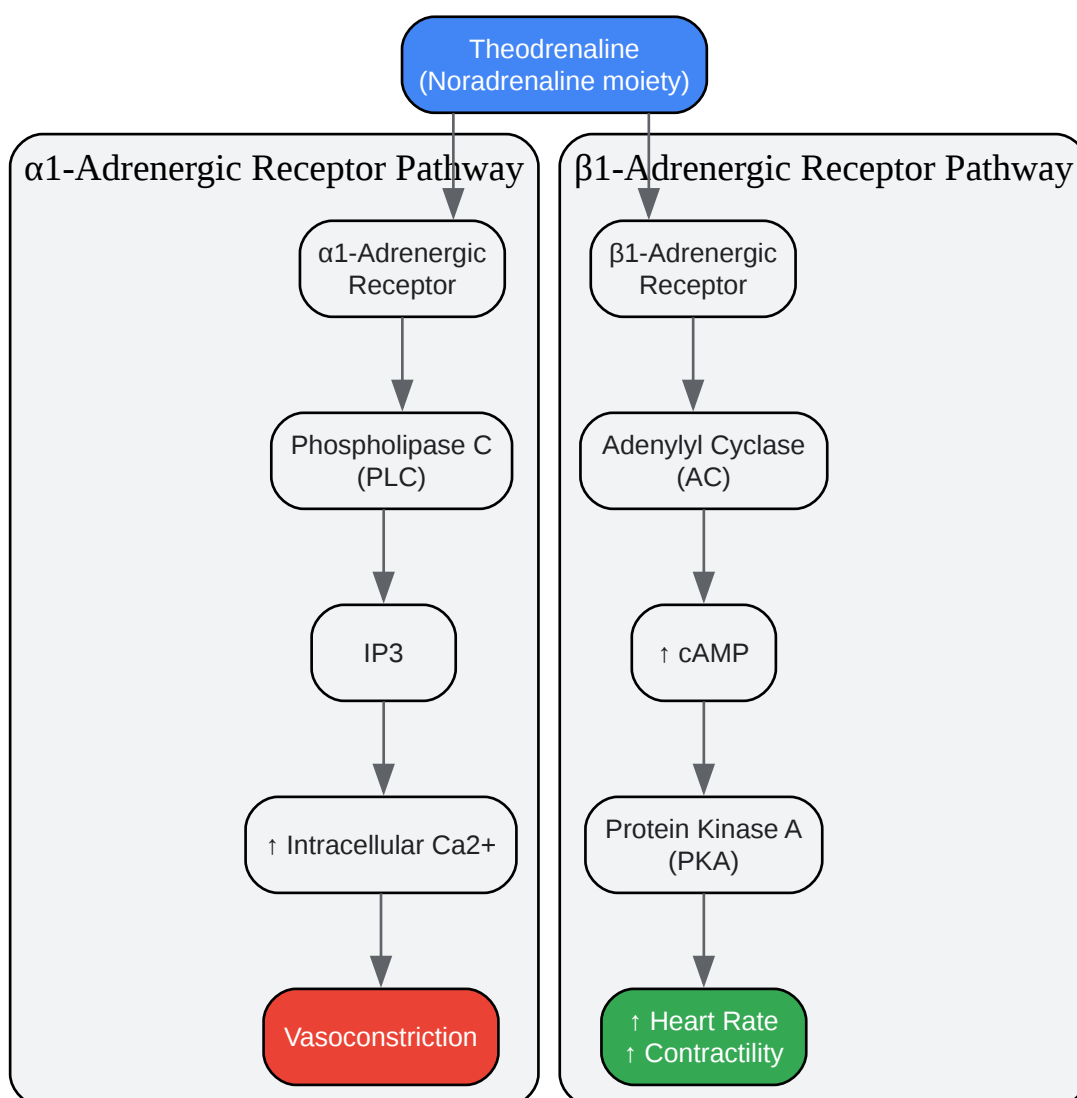 Theodrenaline
(Noradrenaline moiety)
α1-Adrenergic Receptor Pathway
α1-Adrenergic
Receptor
Phospholipase C
(PLC)
IP3
↑ Intracellular Ca2+
Vasoconstriction
β1-Adrenergic Receptor Pathway
β1-Adrenergic
Receptor
Adenylyl Cyclase
(AC)
↑ cAMP
Protein Kinase A
(PKA)
↑ Heart Rate
↑ Contractility